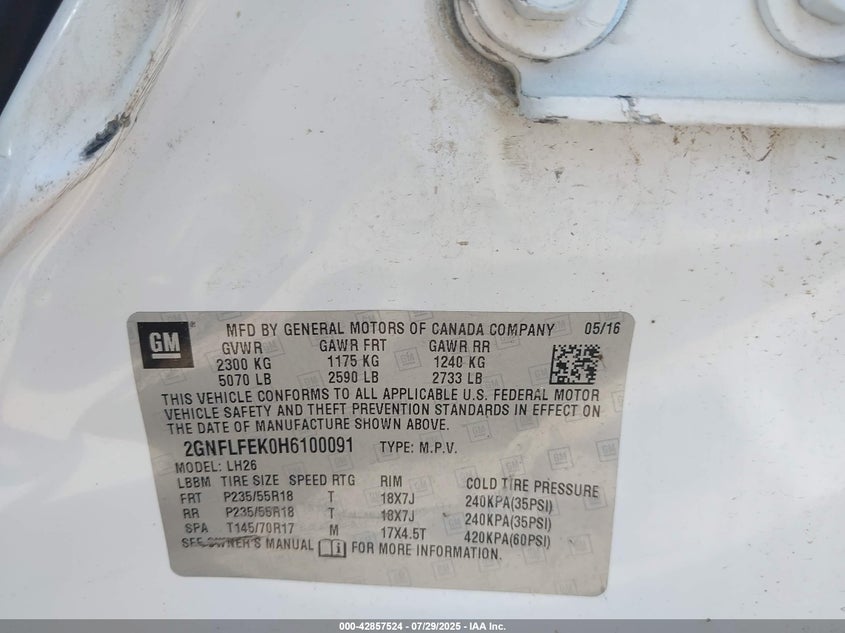 GM
MFD BY GENERAL MOTORS OF CANADA COMPANY 05/16
GVWR GAWR FRT GAWR RR
2300 KG 1175 KG 1240 KG
5070 LB 2590 LB 2733 LB
THIS VEHICLE CONFORMS TO ALL APPLICABLE U.S. FEDERAL MOTOR
VEHICLE SAFETY AND THEFT PREVENTION STANDARDS IN EFFECT ON
THE DATE OF MANUFACTURE SHOWN ABOVE.
2GNFLFEK0H6100091 TYPE: M.P.V.
MODEL: LH26
LBBM TIRE SIZE SPEED RTG RIM COLD TIRE PRESSURE
FRT P235/55R18 T 18X7J 240KPA(35PSI)
RR P235/55R18 T 18X7J 240KPA(35PSI)
SPA T145/70R17 M 17X4.5T 420KPA(60PSI)
SEE OWNER'S MANUAL FOR MORE INFORMATION.
000-42857524 - 07/29/2025 - IAA Inc.